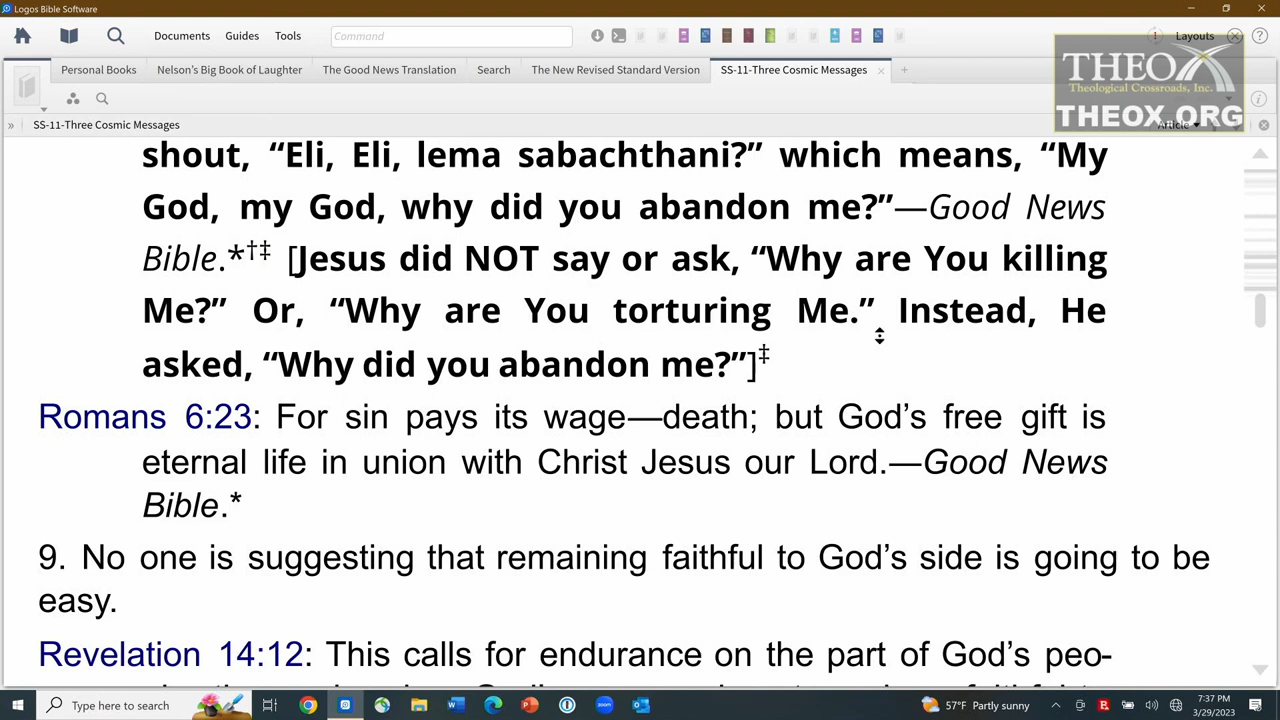 Logos Bible Software
Documents Guides Tools Command Layouts
THEOX
Theological Crossroads, Inc.
THEOX.ORG
Personal Books Nelson's Big Book of Laughter The Good News Translation Search The New Revised Standard Version SS-11-Three Cosmic Messages
SS-11-Three Cosmic Messages Article
shout, “Eli, Eli, lema sabachthani?” which means, “My
God, my God, why did you abandon me?”—Good News
Bible.*†‡ [Jesus did NOT say or ask, “Why are You killing
Me?” Or, “Why are You torturing Me.” Instead, He
asked, “Why did you abandon me?”]‡
Romans 6:23: For sin pays its wage—death; but God’s free gift is
eternal life in union with Christ Jesus our Lord.—Good News
Bible.*
9. No one is suggesting that remaining faithful to God’s side is going to be
easy.
Revelation 14:12: This calls for endurance on the part of God’s peo-
Type here to search
57°F Partly sunny
7:37 PM
3/29/2023